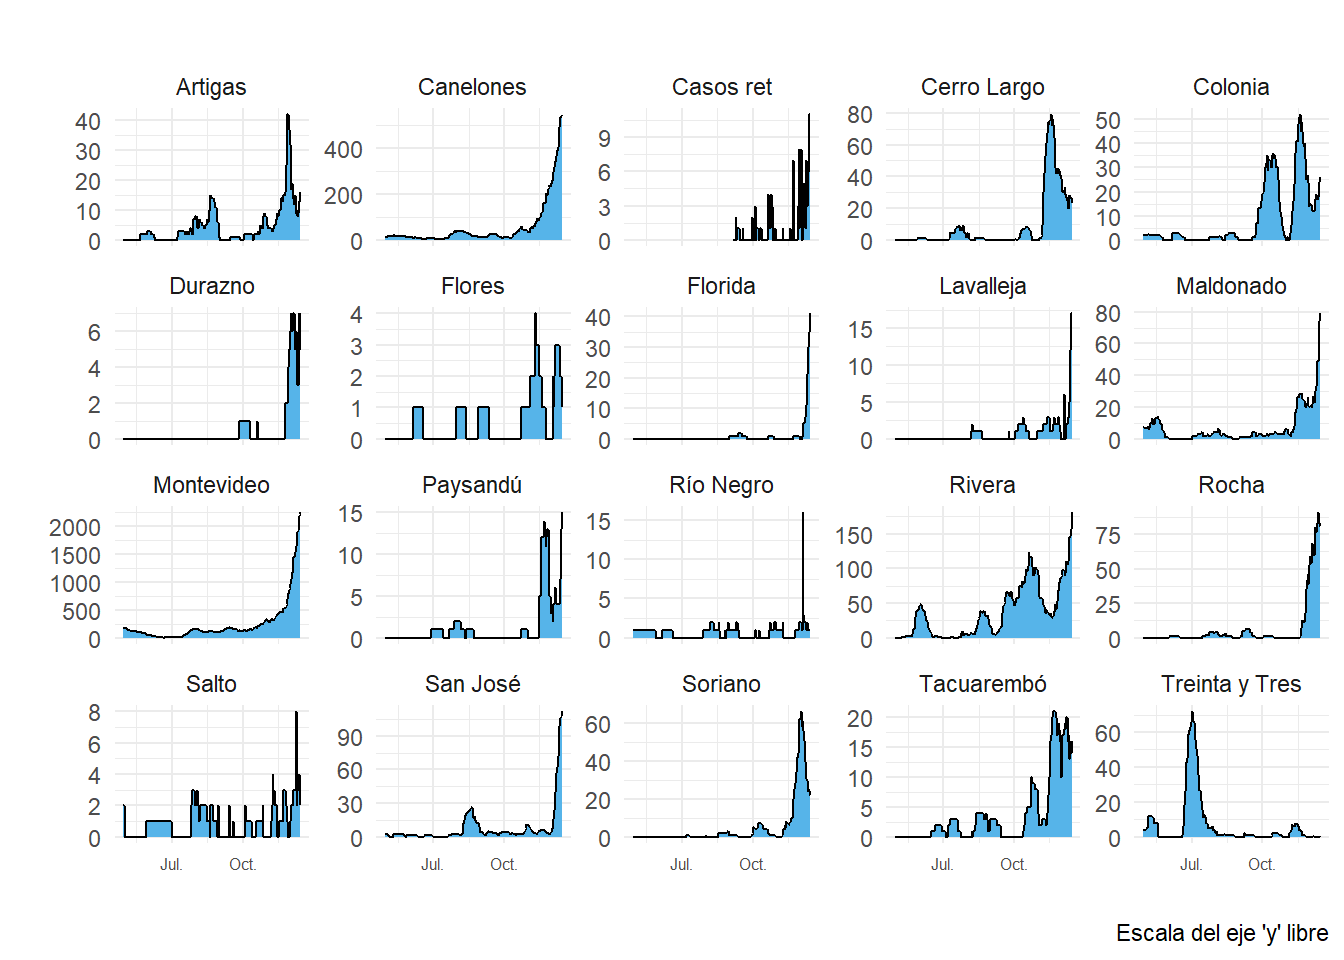 Artigas Canelones Casos ret Cerro Largo Colonia
40 30 20 10 0
400 200 0
9 6 3 0
80 60 40 20 0
50 40 30 20 10 0
Durazno Flores Florida Lavalleja Maldonado
6 4 2 0
4 3 2 1 0
40 30 20 10 0
15 10 5 0
80 60 40 20 0
Montevideo Paysandú Río Negro Rivera Rocha
2000 1500 1000 500 0
15 10 5 0
15 10 5 0
150 100 50 0
75 50 25 0
Salto San José Soriano Tacuarembó Treinta y Tres
8 6 4 2 0
90 60 30 0
60 40 20 0
20 15 10 5 0
60 40 20 0
Jul. Oct. Jul. Oct. Jul. Oct. Jul. Oct. Jul. Oct.
Escala del eje 'y' libre